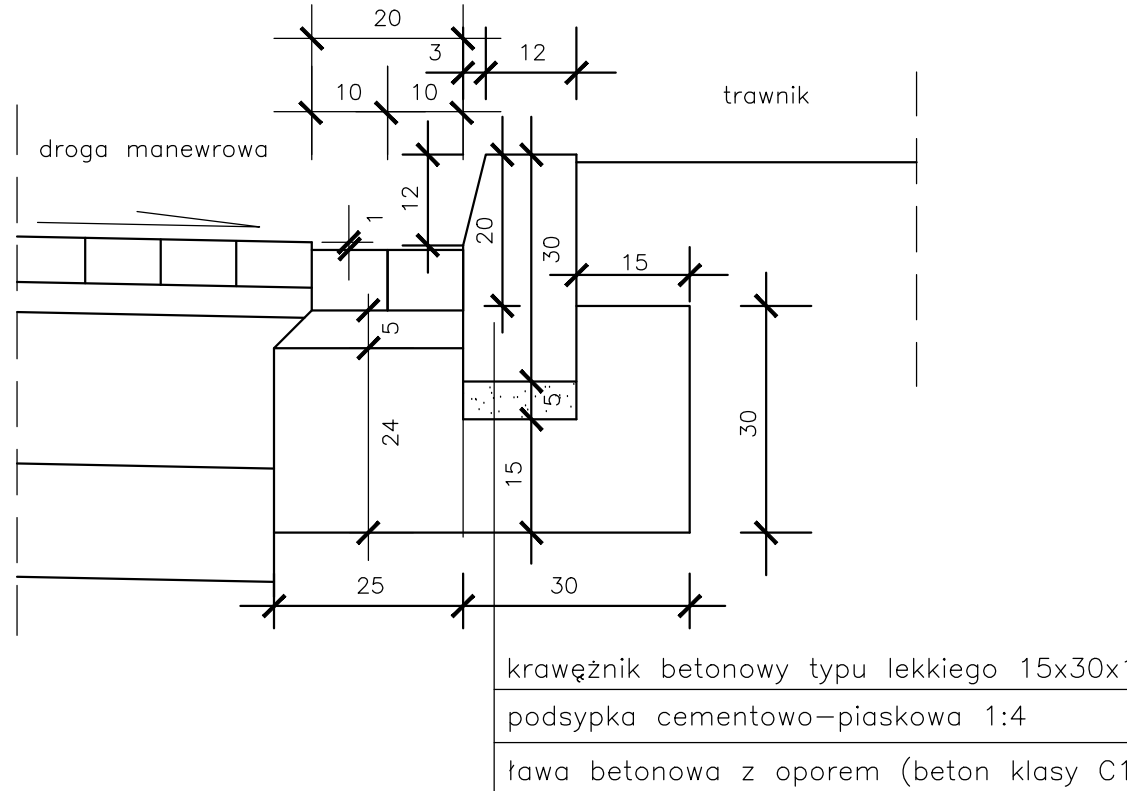 20
3 12
10 10
trawnik
droga manewrowa
12
1
20
30
15
5
5
24
30
15
25 30
krawężnik betonowy typu lekkiego 15x30x1
podsypka cementowo-piaskowa 1:4
ława betonowa z oporem (beton klasy C1